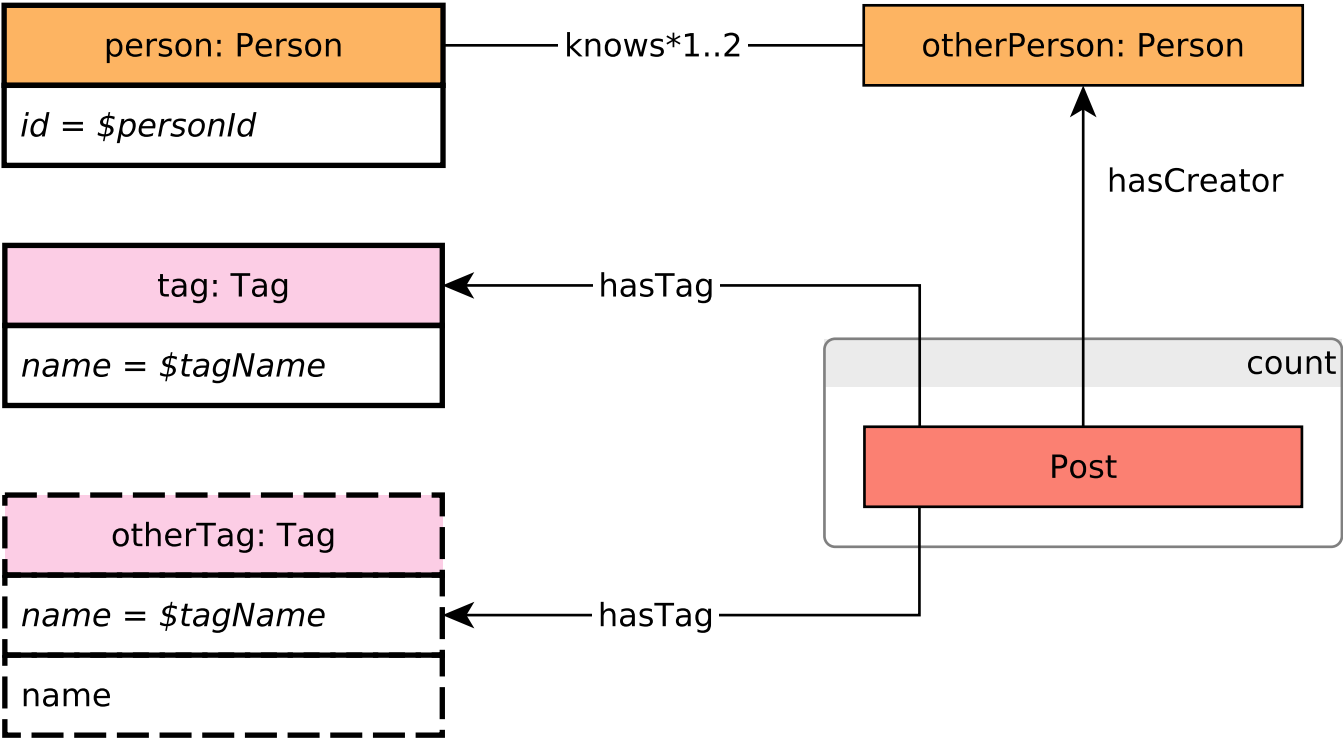 person: Person
knows*1..2
otherPerson: Person
id = $personId
hasCreator
tag: Tag
hasTag
name = $tagName
count
Post
otherTag: Tag
name = $tagName
hasTag
name